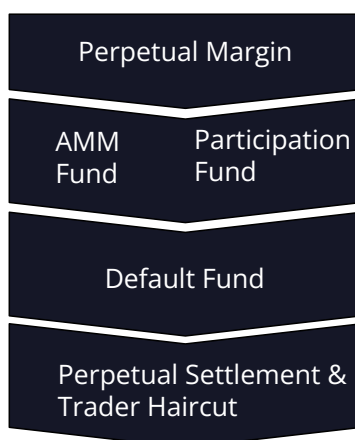 Perpetual Margin
AMM
Fund
Participation
Fund
Default Fund
Perpetual Settlement &
Trader Haircut